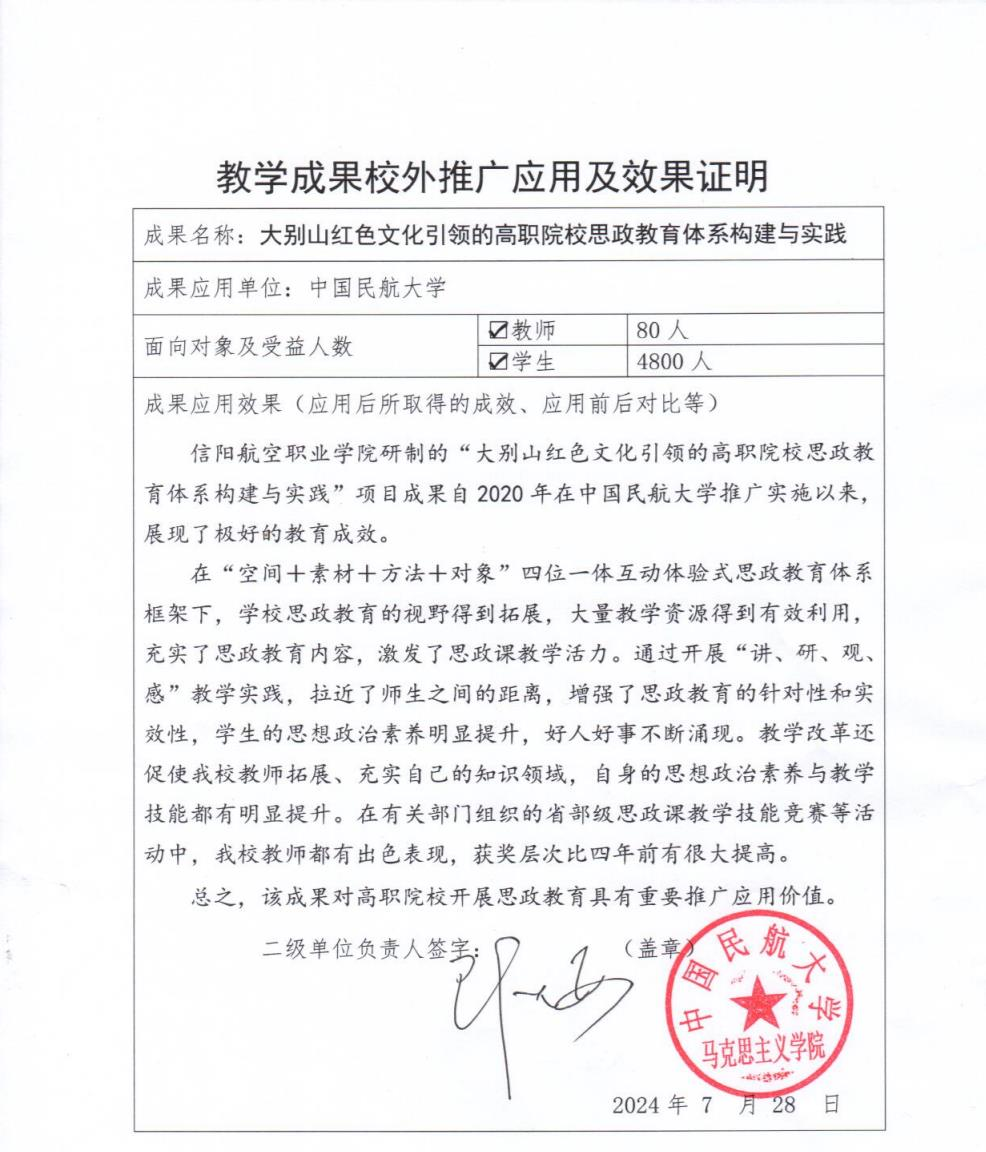 教学成果校外推广应用及效果证明
成果名称：大别山红色文化引领的高职院校思政教育体系构建与实践
成果应用单位：中国民航大学
面向对象及受益人数
☑教师 80 人
☑学生 4800 人
成果应用效果（应用后所取得的成效、应用前后对比等）
信阳航空职业学院研制的“大别山红色文化引领的高职院校思政教
育体系构建与实践”项目成果自 2020 年在中国民航大学推广实施以来，
展现了极好的教育成效。
在“空间＋素材＋方法＋对象”四位一体互动体验式思政教育体系
框架下，学校思政教育的视野得到拓展，大量教学资源得到有效利用，
充实了思政教育内容，激发了思政课教学活力。通过开展“讲、研、观、
感”教学实践，拉近了师生之间的距离，增强了思政教育的针对性和实
效性，学生的思想政治素养明显提升，好人好事不断涌现。教学改革还
促使我校教师拓展、充实自己的知识领域，自身的思想政治素养与教学
技能都有明显提升。在有关部门组织的省部级思政课教学技能竞赛等活
动中，我校教师都有出色表现，获奖层次比四年前有很大提高。
总之，该成果对高职院校开展思政教育具有重要推广应用价值。
二级单位负责人签字： （盖章）
中国民航大学
马克思主义学院
2024 年 7 月 28 日